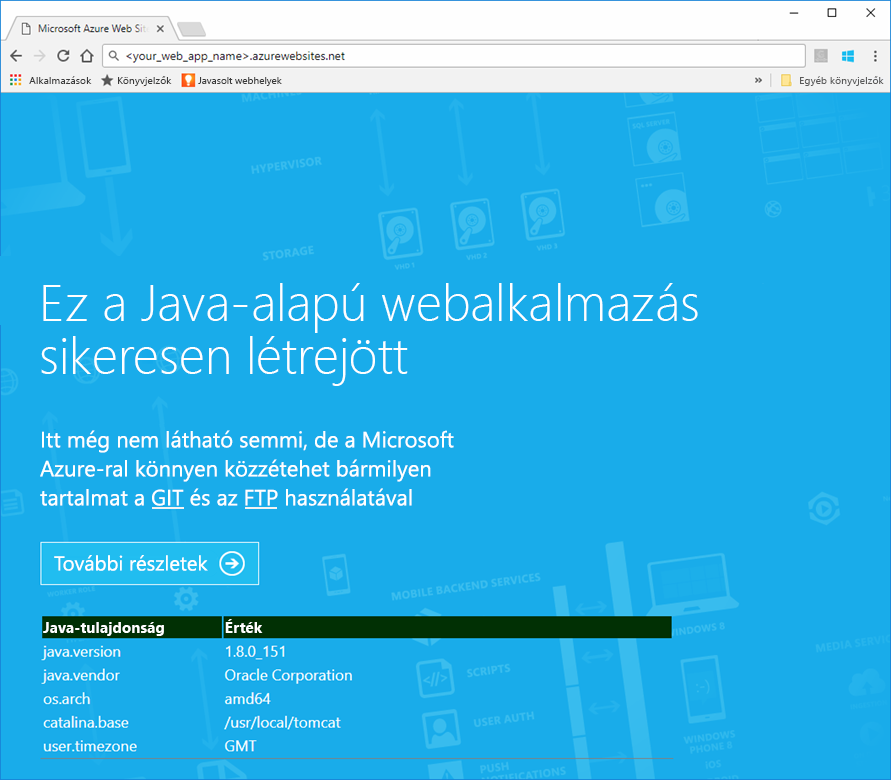 Microsoft Azure Web Sit
<your_web_app_name>.azurewebsites.net
Alkalmazások Könyvjelzők Javasolt webhelyek » Egyéb könyvjelzők
MACHINES
HYPERVISOR
SQL SERVER
STORAGE
VHD 1
VHD 2
VHD 3
Ez a Java-alapú webalkalmazás
sikeresen létrejött
Itt még nem látható semmi, de a Microsoft
Azure-ral könnyen közzétehet bármilyen
tartalmat a GIT és az FTP használatával
További részletek
WORKER ROLE
MOBILE BACKEND SERVICES
Java-tulajdonság Érték
java.version 1.8.0_151
java.vendor Oracle Corporation
os.arch amd64
catalina.base /usr/local/tomcat
user.timezone GMT
WINDOWS 8
MEDIA SERVIC
SCRIPTS
USER AUTH
WINDOWS
PHONE 8
iOS
PUSH
NOTIFICATIONS